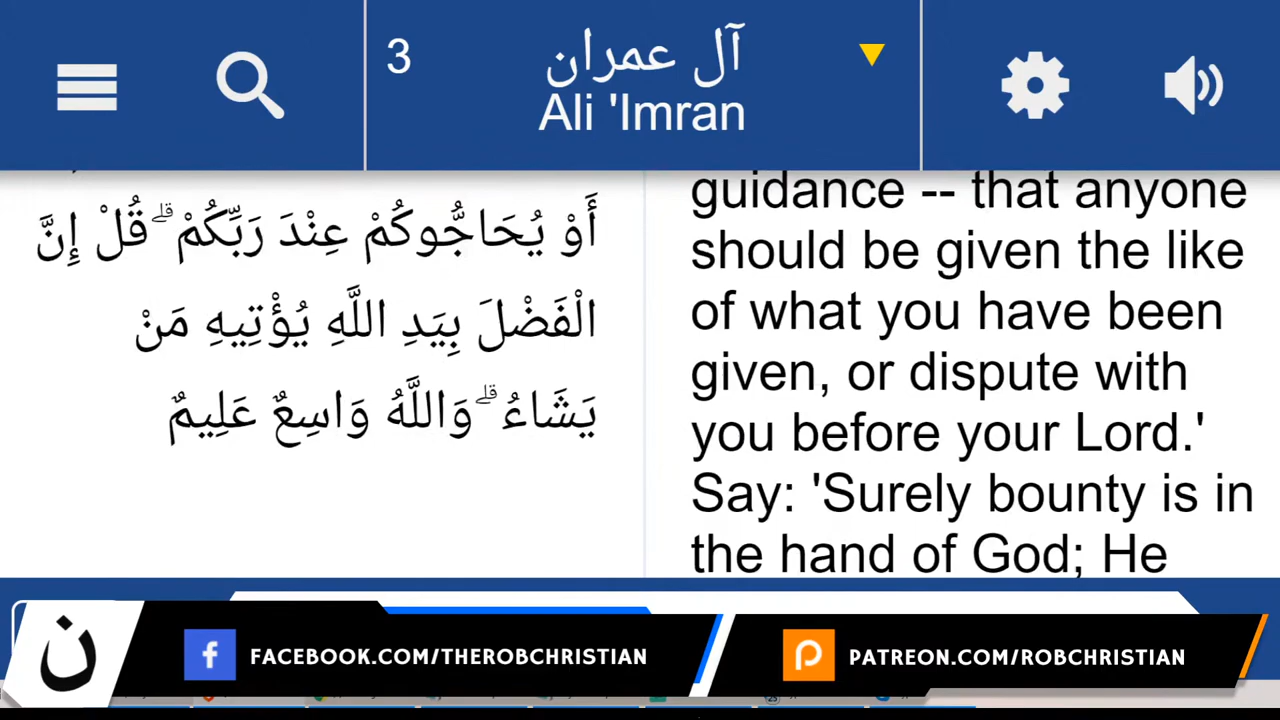 3
آل عمران
Ali 'Imran
أَوْ يُحَاجُّوكُمْ عِنْدَ رَبِّكُمْ ۗ قُلْ إِنَّ
الْفَضْلَ بِيَدِ اللَّهِ يُؤْتِيهِ مَنْ
يَشَاءُ ۗ وَاللَّهُ وَاسِعٌ عَلِيمٌ
guidance -- that anyone
should be given the like
of what you have been
given, or dispute with
you before your Lord.'
Say: 'Surely bounty is in
the hand of God; He
ن
FACEBOOK.COM/THEROBCHRISTIAN
PATREON.COM/ROBCHRISTIAN